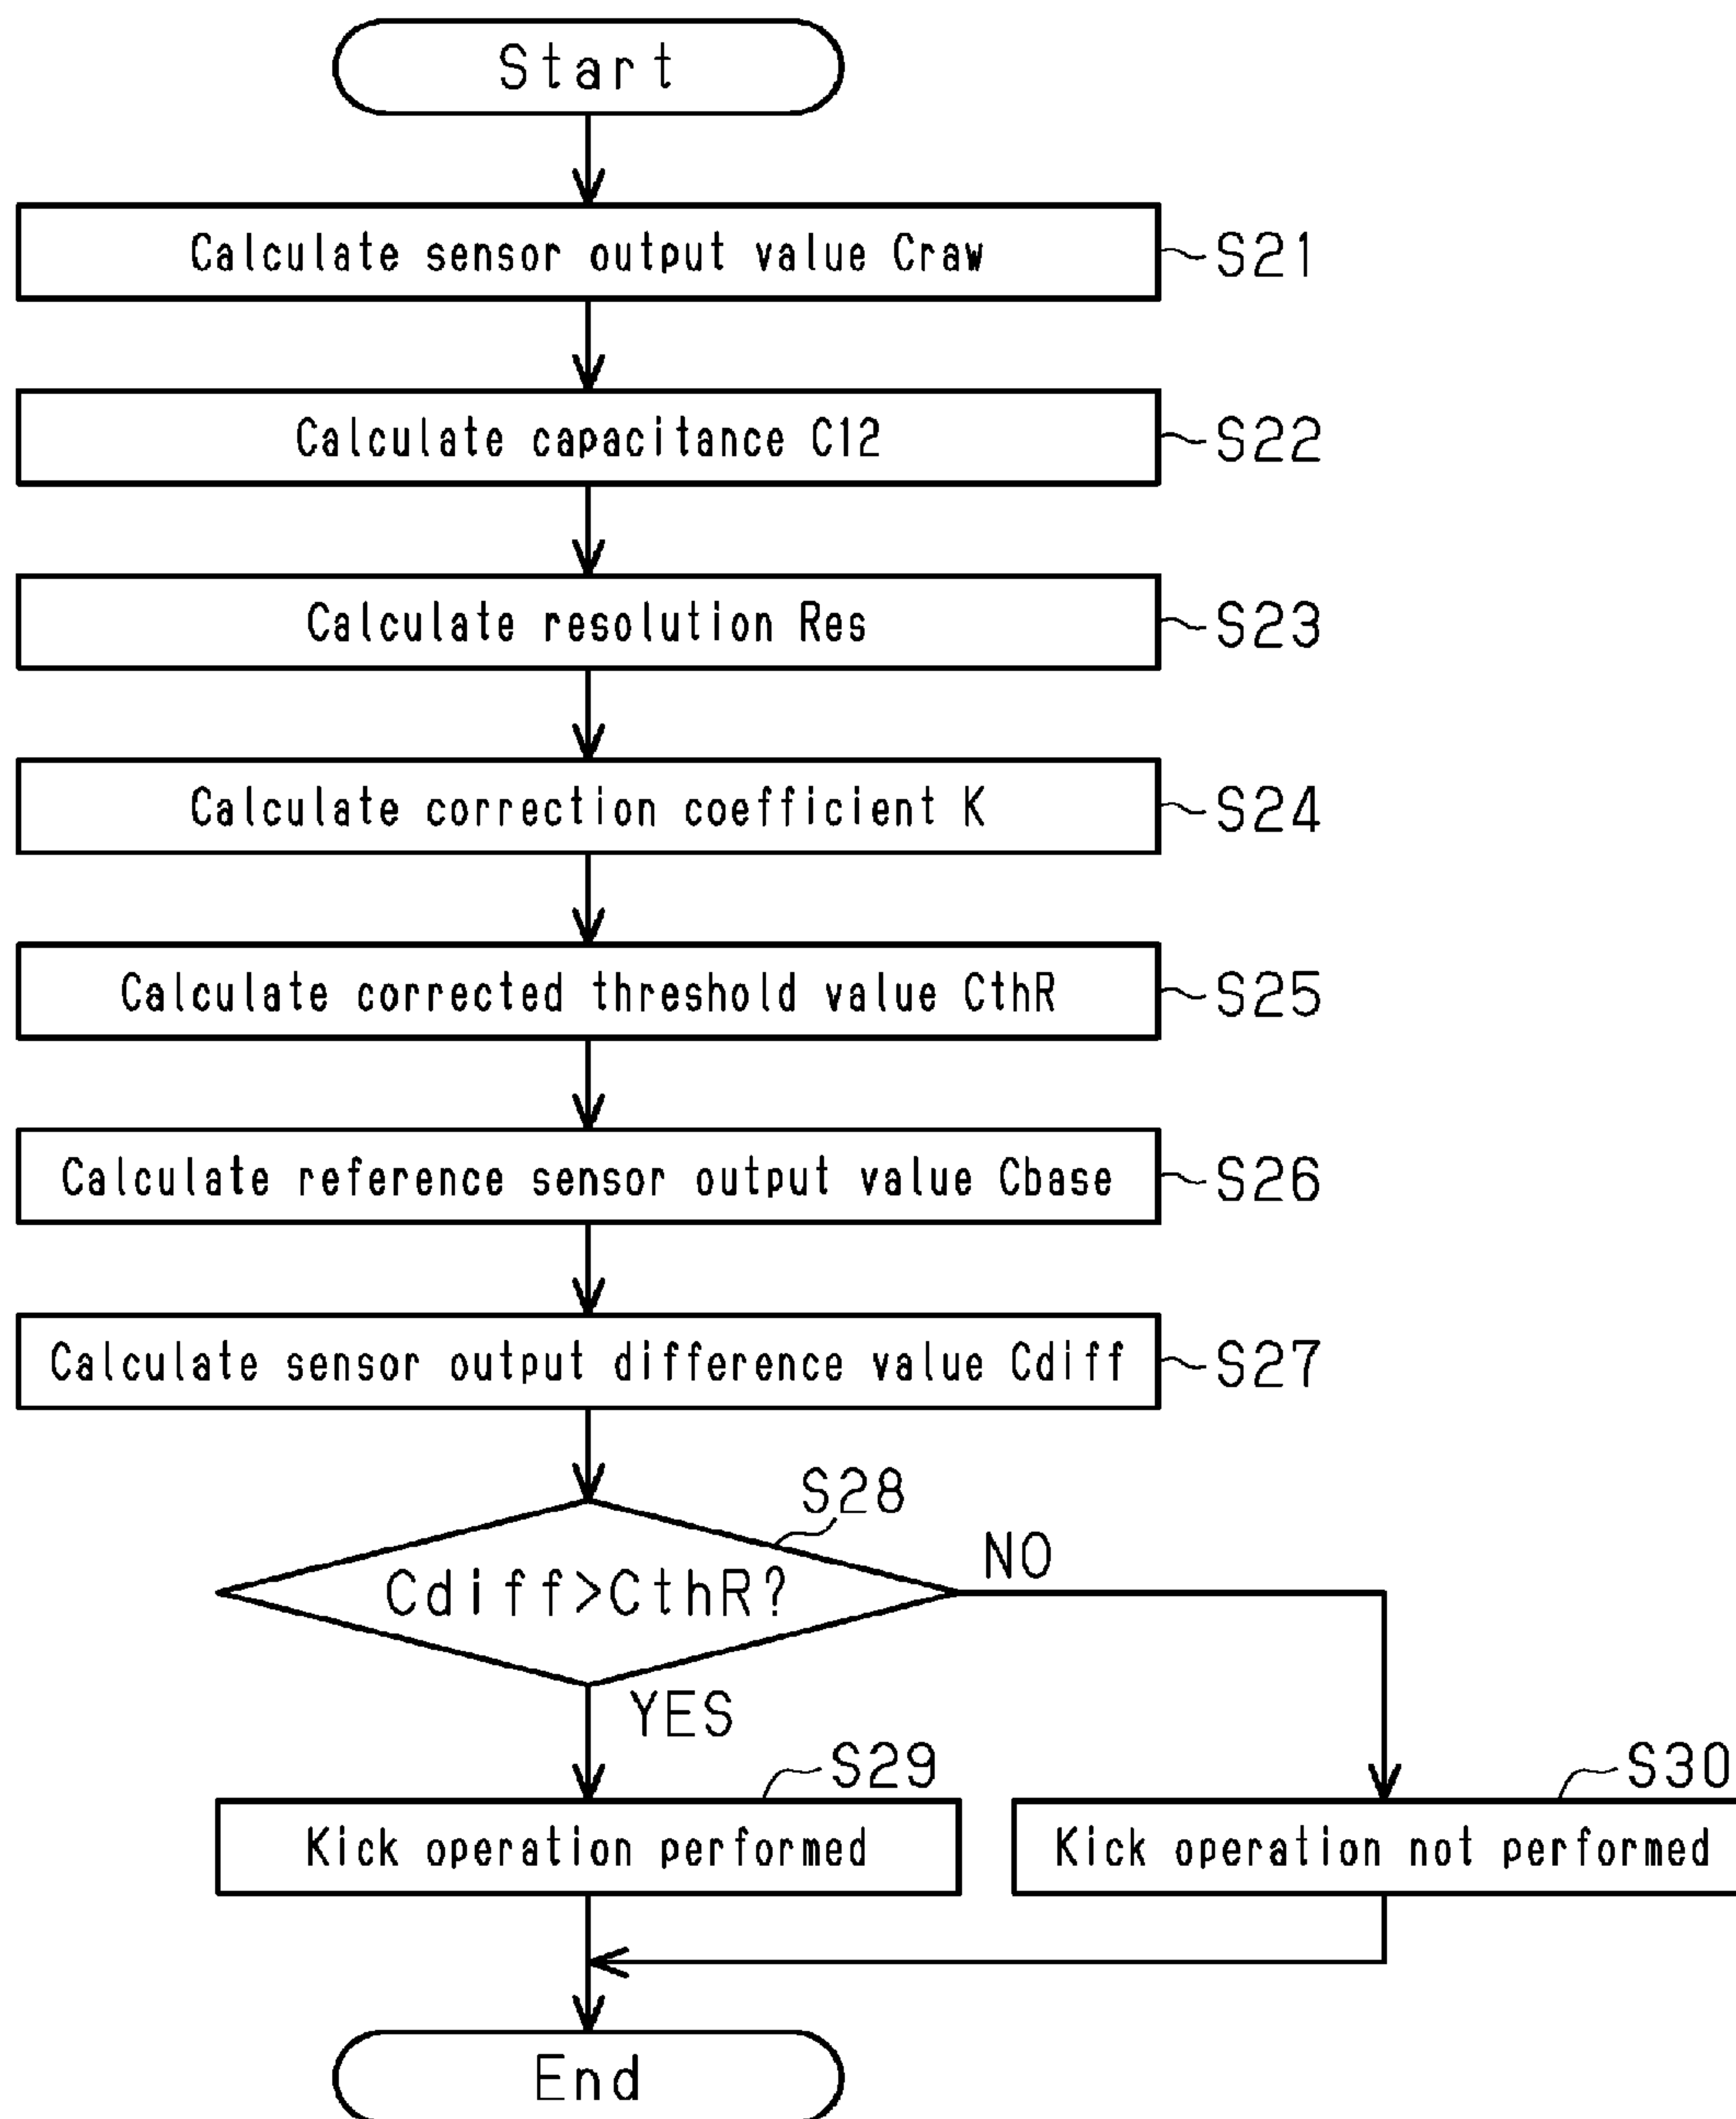 Start
Calculate sensor output value Craw
S21
Calculate capacitance C12
S22
Calculate resolution Res
S23
Calculate correction coefficient K
S24
Calculate corrected threshold value CthR
S25
Calculate reference sensor output value Cbase
S26
Calculate sensor output difference value Cdiff
S27
S28
Cdiff>CthR?
NO
YES
S29
S30
Kick operation performed
Kick operation not performed
End